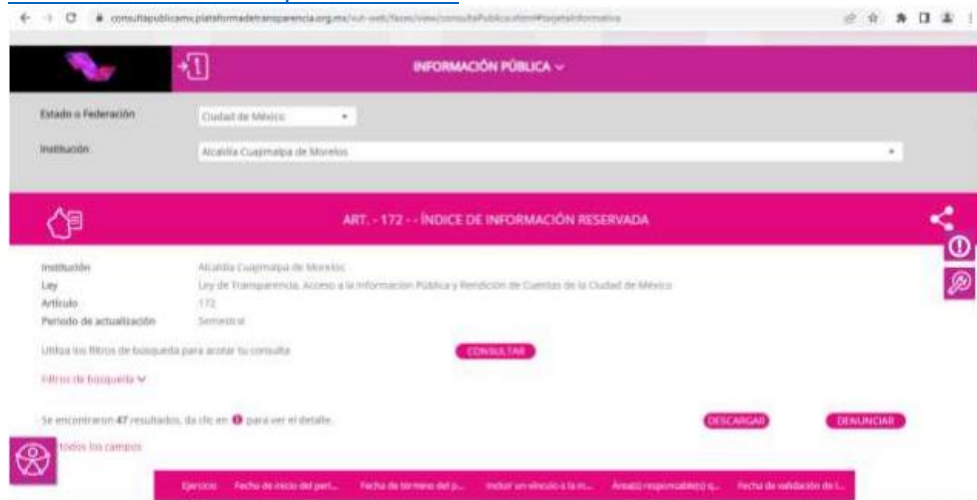 consultapublicamx.plataformadetransparencia.org.mx/vut-web/faces/view/consultaPublica.xhtml#tarjetaInformativa
INFORMACIÓN PÚBLICA
Estado o Federación Ciudad de México
Institución Alcaldía Cuajimalpa de Morelos
ART. - 172 - - ÍNDICE DE INFORMACIÓN RESERVADA
Institución Alcaldía Cuajimalpa de Morelos
Ley Ley de Transparencia, Acceso a la Información Pública y Rendición de Cuentas de la Ciudad de México
Artículo 172
Periodo de actualización Semestral
Utiliza los filtros de búsqueda para acotar tu consulta CONSULTAR
Filtros de búsqueda
Se encontraron 47 resultados, da clic en para ver el detalle. DESCARGAR DENUNCIAR
todos los campos
Ejercicio Fecha de inicio del peri... Fecha de término del p... Incluir un vínculo a la n... Área(s) responsable(s) q... Fecha de validación de l...